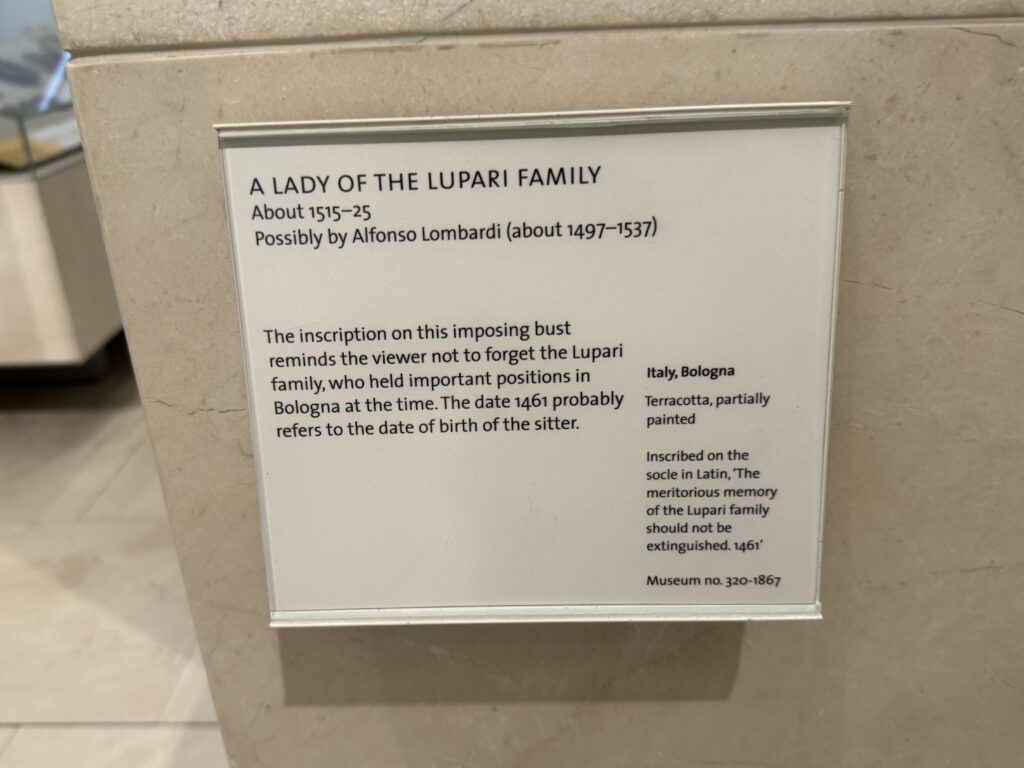 A LADY OF THE LUPARI FAMILY
About 1515–25
Possibly by Alfonso Lombardi (about 1497–1537)
The inscription on this imposing bust
reminds the viewer not to forget the Lupari
family, who held important positions in
Bologna at the time. The date 1461 probably
refers to the date of birth of the sitter.
Italy, Bologna
Terracotta, partially
painted
Inscribed on the
socle in Latin, ‘The
meritorious memory
of the Lupari family
should not be
extinguished. 1461’
Museum no. 320-1867